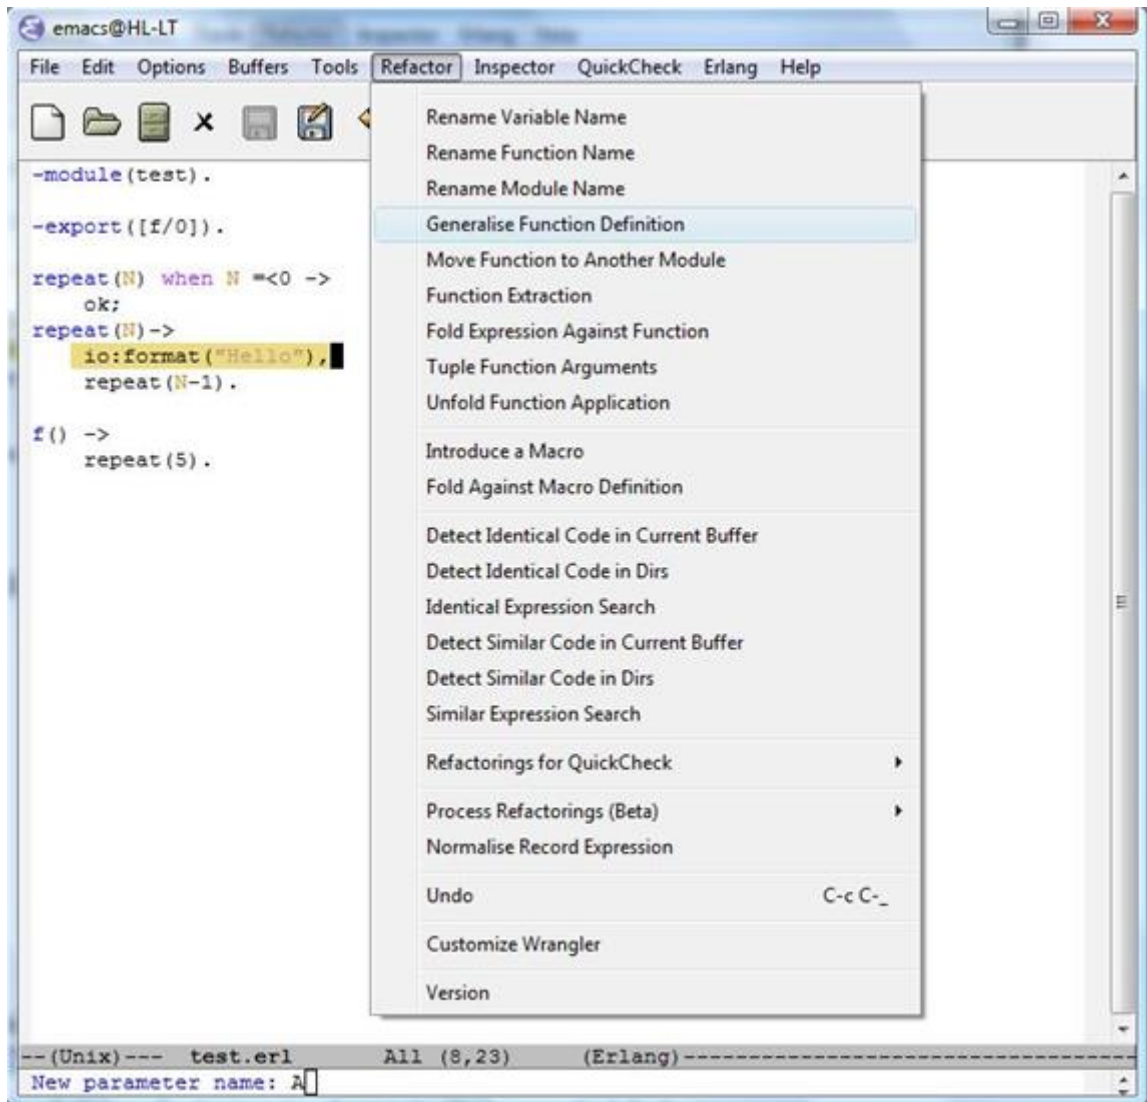 emacs@HL-LT
File Edit Options Buffers Tools Refactor Inspector QuickCheck Erlang Help
Rename Variable Name
Rename Function Name
Rename Module Name
Generalise Function Definition
Move Function to Another Module
Function Extraction
Fold Expression Against Function
Tuple Function Arguments
Unfold Function Application
Introduce a Macro
Fold Against Macro Definition
Detect Identical Code in Current Buffer
Detect Identical Code in Dirs
Identical Expression Search
Detect Similar Code in Current Buffer
Detect Similar Code in Dirs
Similar Expression Search
Refactorings for QuickCheck
Process Refactorings (Beta)
Normalise Record Expression
Undo C-c C-_
Customize Wrangler
Version
-module(test).
-export([f/0]).
repeat(N) when N =<0 ->
ok;
repeat(N)->
io:format("Hello"),
repeat(N-1).
f() ->
repeat(5).
--(Unix)--- test.erl All (8,23) (Erlang)-----------------------------------
New parameter name: A